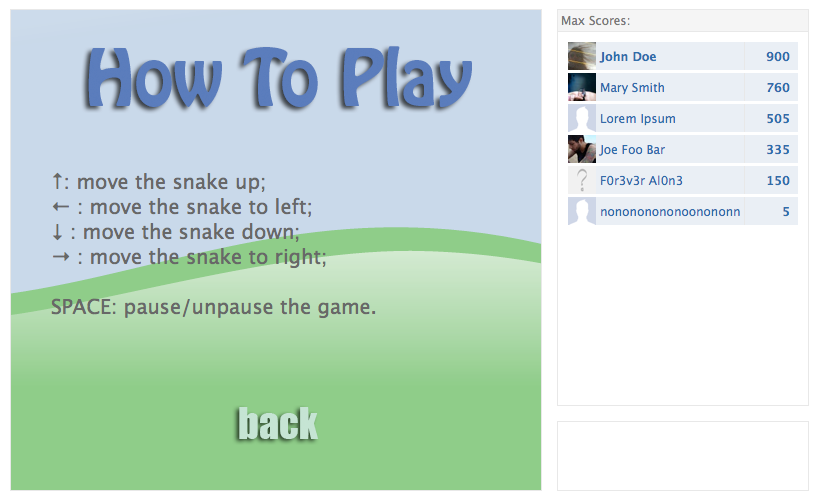 How To Play
↑: move the snake up;
← : move the snake to left;
↓ : move the snake down;
→ : move the snake to right;
SPACE: pause/unpause the game.
back
Max Scores:
John Doe 900
Mary Smith 760
Lorem Ipsum 505
Joe Foo Bar 335
F0r3v3r Al0n3 150
nonononononoonononn 5